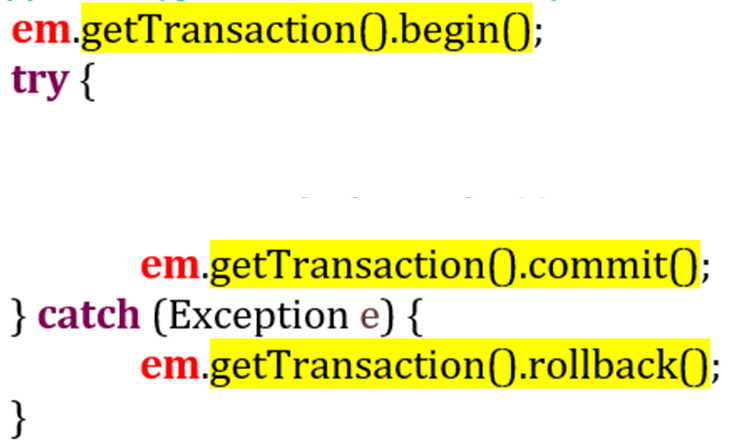 em.getTransaction().begin();
try {
em.getTransaction().commit();
} catch (Exception e) {
em.getTransaction().rollback();
}